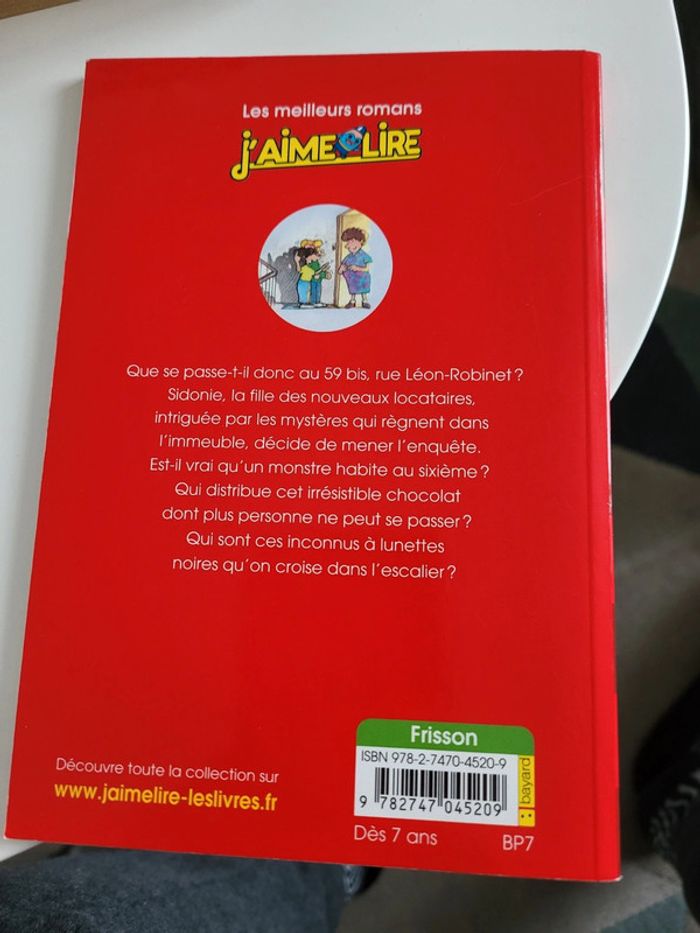 Les meilleurs romans
J'AIME LIRE
Que se passe-t-il donc au 59 bis, rue Léon-Robinet ?
Sidonie, la fille des nouveaux locataires,
intriguée par les mystères qui règnent dans
l'immeuble, décide de mener l'enquête.
Est-il vrai qu'un monstre habite au sixième ?
Qui distribue cet irrésistible chocolat
dont plus personne ne peut se passer ?
Qui sont ces inconnus à lunettes
noires qu'on croise dans l'escalier ?
Découvre toute la collection sur
www.jaimelire-leslivres.fr
Frisson
ISBN 978-2-7470-4520-9
9 782747 045209
bayard
Dès 7 ans
BP7